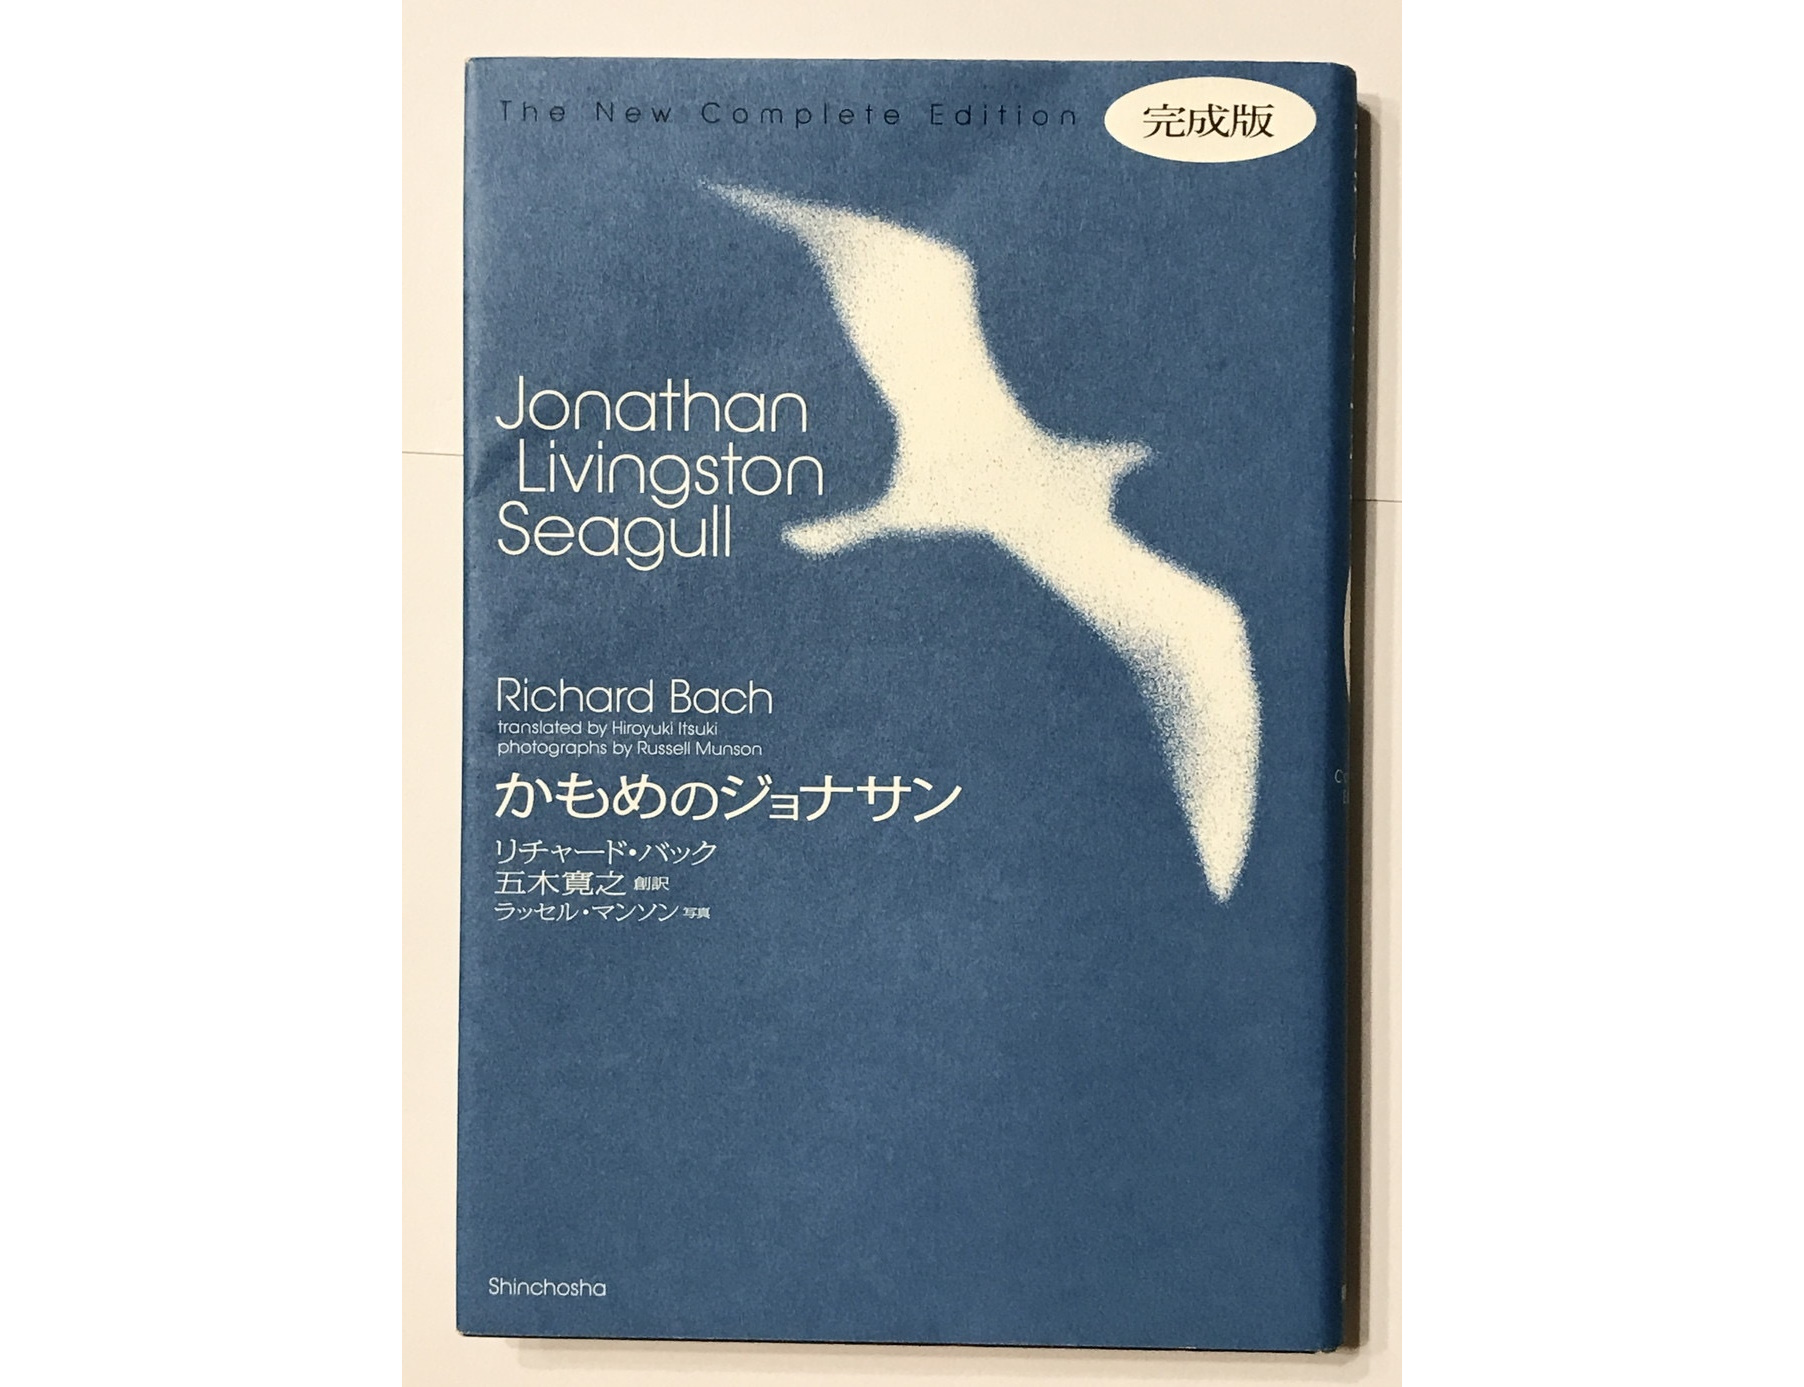 The New Complete Edition
完成版
Jonathan
Livingston
Seagull
Richard Bach
translated by Hiroyuki Itsuki
photographs by Russell Munson
かもめのジョナサン
リチャード・バック
五木寛之 創訳
ラッセル・マンソン 写真
Shinchosha